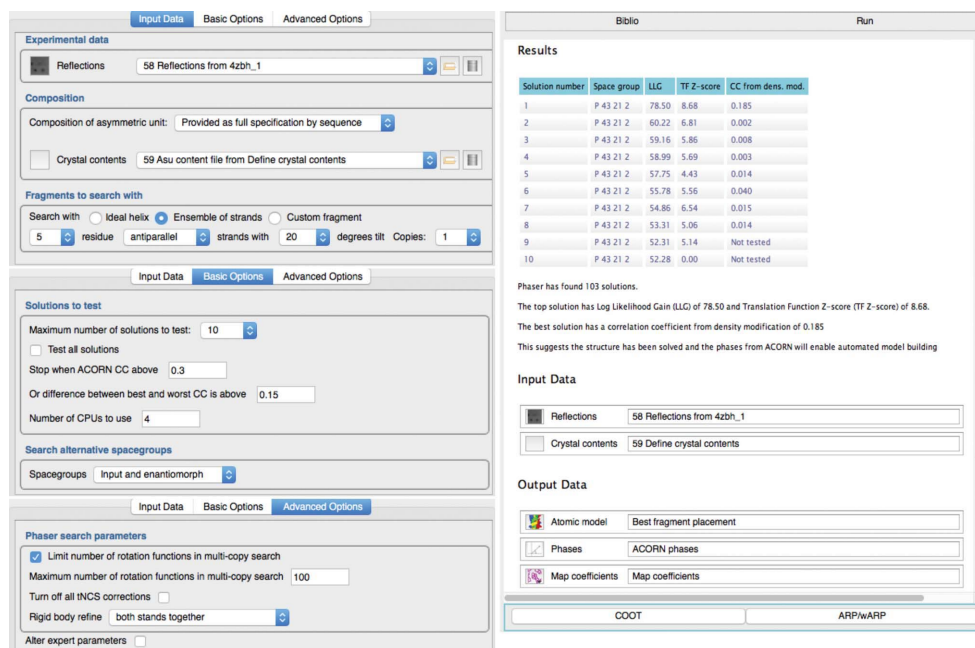 Input Data Basic Options Advanced Options
Experimental data
Reflections 58 Reflections from 4zbh_1
Composition
Composition of asymmetric unit: Provided as full specification by sequence
Crystal contents 59 Asu content file from Define crystal contents
Fragments to search with
Search with Ideal helix Ensemble of strands Custom fragment
5 residue antiparallel strands with 20 degrees tilt Copies: 1
Input Data Basic Options Advanced Options
Solutions to test
Maximum number of solutions to test: 10
Test all solutions
Stop when ACORN CC above 0.3
Or difference between best and worst CC is above 0.15
Number of CPUs to use 4
Search alternative spacegroups
Spacegroups Input and enantiomorph
Input Data Basic Options Advanced Options
Phaser search parameters
Limit number of rotation functions in multi-copy search
Maximum number of rotation functions in multi-copy search 100
Turn off all tNCS corrections
Rigid body refine both stands together
Alter expert parameters
Biblio Run
Results
Solution number Space group LLG TF Z-score CC from dens. mod.
1 P 43 21 2 78.50 8.68 0.185
2 P 43 21 2 60.22 6.81 0.002
3 P 43 21 2 59.16 5.86 0.008
4 P 43 21 2 58.99 5.69 0.003
5 P 43 21 2 57.75 4.43 0.014
6 P 43 21 2 55.78 5.56 0.040
7 P 43 21 2 54.86 6.54 0.015
8 P 43 21 2 53.31 5.06 0.014
9 P 43 21 2 52.31 5.14 Not tested
10 P 43 21 2 52.28 0.00 Not tested
Phaser has found 103 solutions.
The top solution has Log Likelihood Gain (LLG) of 78.50 and Translation Function Z-score (TF Z-score) of 8.68.
The best solution has a correlation coefficient from density modification of 0.185
This suggests the structure has been solved and the phases from ACORN will enable automated model building
Input Data
Reflections 58 Reflections from 4zbh_1
Crystal contents 59 Define crystal contents
Output Data
Atomic model Best fragment placement
Phases ACORN phases
Map coefficients Map coefficients
COOT ARP/wARP